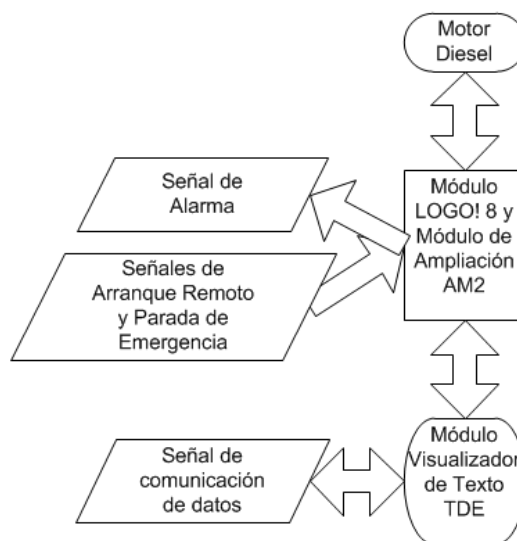 Motor
Diesel
Señal de
Alarma
Módulo
LOGO! 8 y
Módulo de
Ampliación
AM2
Señales de
Arranque Remoto
y Parada de
Emergencia
Señal de
comunicación
de datos
Módulo
Visualizador
de Texto
TDE